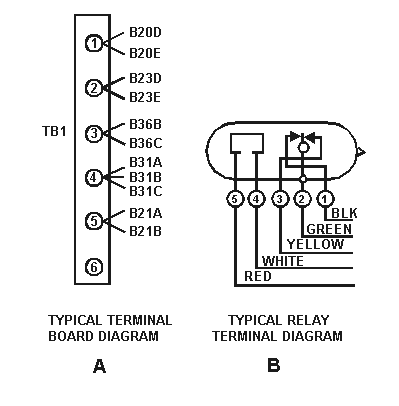 TB1
1
B20D
B20E
2
B23D
B23E
3
B36B
B36C
4
B31A
B31B
B31C
5
B21A
B21B
6
5 4 3 2 1
BLK
GREEN
YELLOW
WHITE
RED
TYPICAL TERMINAL
BOARD DIAGRAM
A
TYPICAL RELAY
TERMINAL DIAGRAM
B